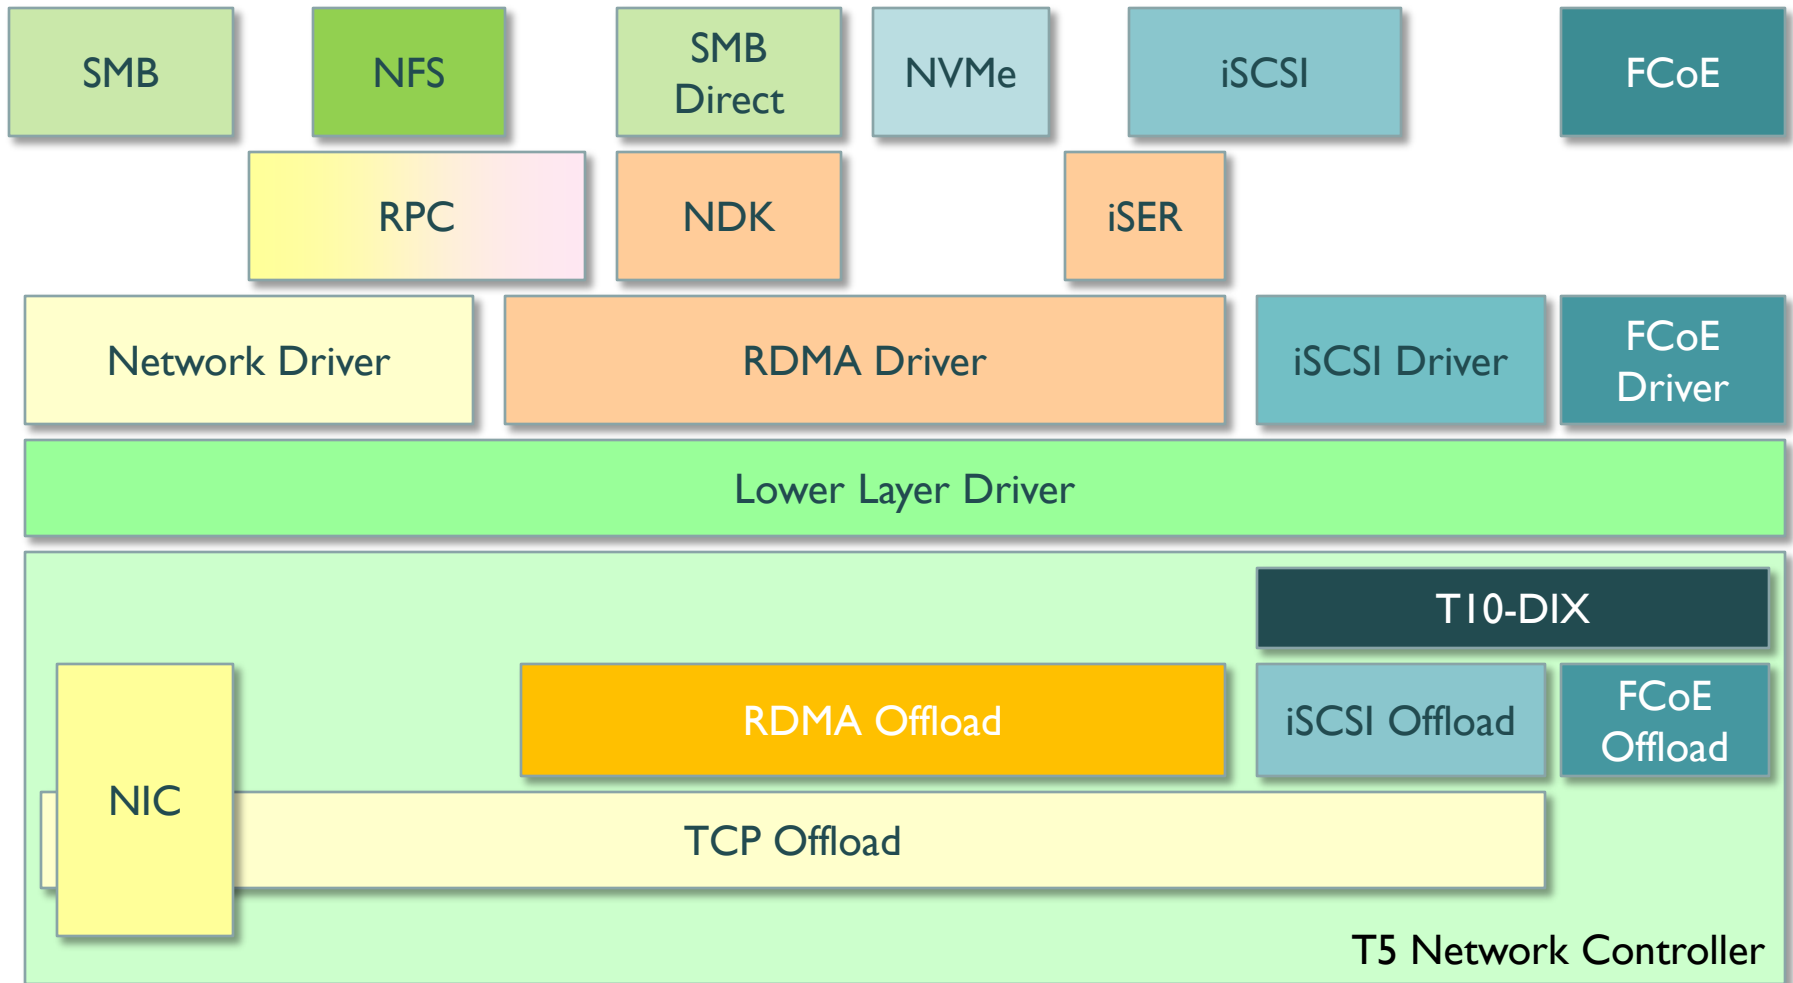 SMB
NFS
SMB
Direct
NVMe
iSCSI
FCoE
RPC
NDK
iSER
Network Driver
RDMA Driver
iSCSI Driver
FCoE
Driver
Lower Layer Driver
T10-DIX
NIC
RDMA Offload
iSCSI Offload
FCoE
Offload
TCP Offload
T5 Network Controller